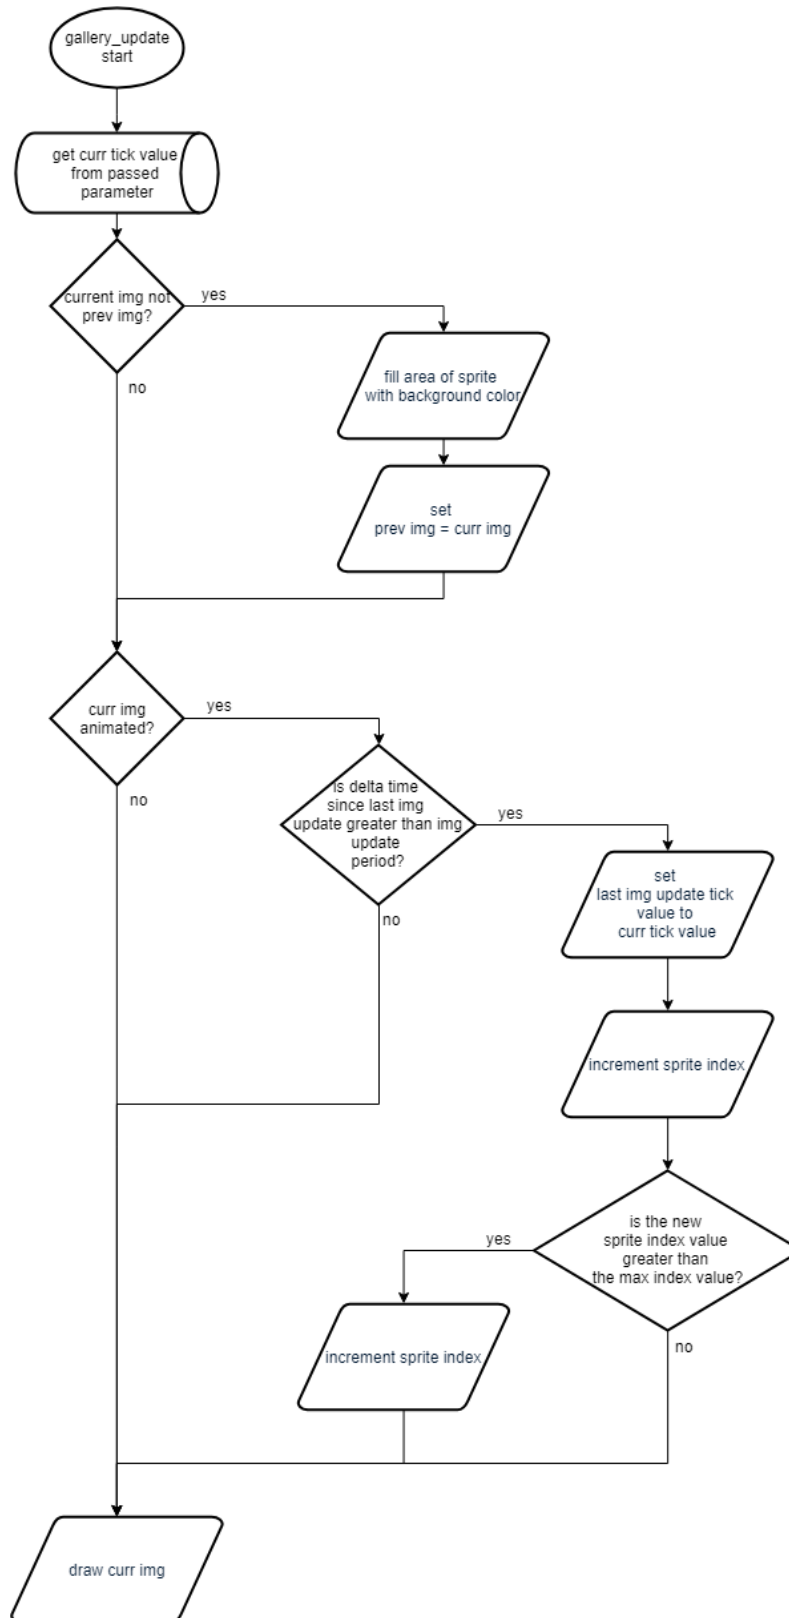 gallery_update
start
get curr tick value
from passed
parameter
current img not
prev img?
yes
no
fill area of sprite
with background color
set
prev img = curr img
curr img
animated?
yes
no
is delta time
since last img
update greater than img
update
period?
yes
no
set
last img update tick
value to
curr tick value
increment sprite index
is the new
sprite index value
greater than
the max index value?
yes
no
increment sprite index
draw curr img